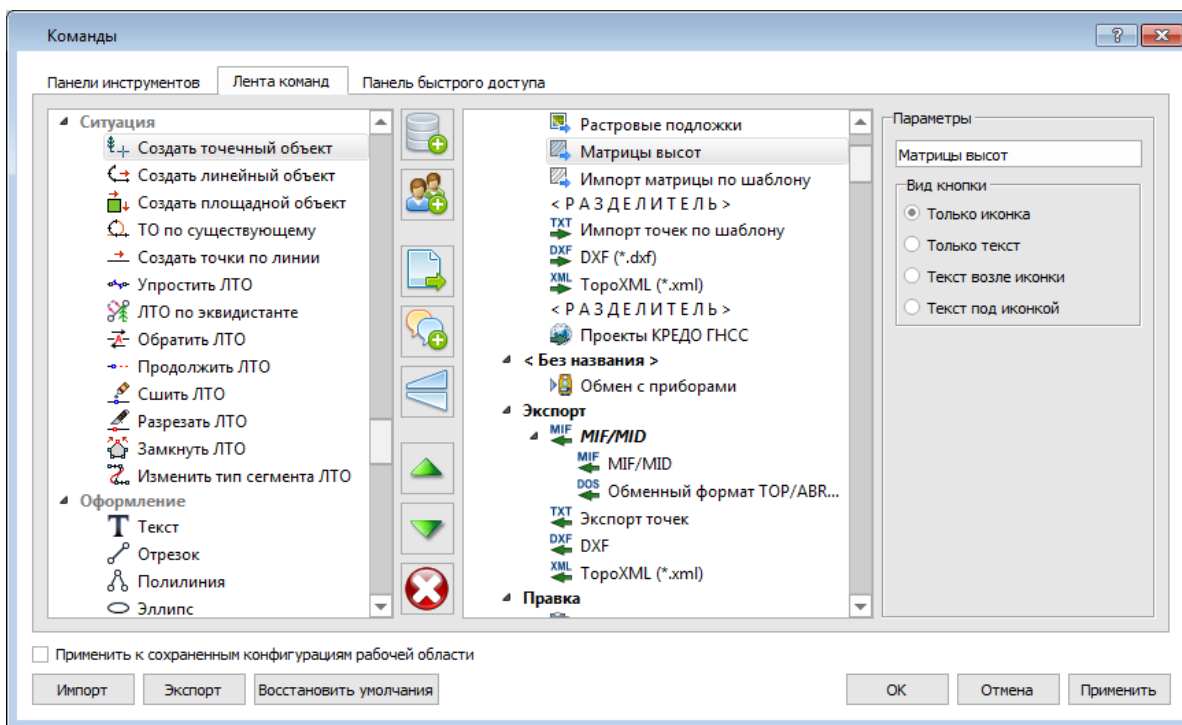 Команды
Панели инструментов
Лента команд
Панель быстрого доступа
Ситуация
Создать точечный объект
Создать линейный объект
Создать площадной объект
ТО по существующему
Создать точки по линии
Упростить ЛТО
ЛТО по эквидистанте
Обратить ЛТО
Продолжить ЛТО
Сшить ЛТО
Разрезать ЛТО
Замкнуть ЛТО
Изменить тип сегмента ЛТО
Оформление
Текст
Отрезок
Полилиния
Эллипс
Растровые подложки
Матрицы высот
Импорт матрицы по шаблону
< Р А З Д Е Л И Т Е Л Ь >
TXT Импорт точек по шаблону
DXF DXF (*.dxf)
XML TopoXML (*.xml)
< Р А З Д Е Л И Т Е Л Ь >
Проекты КРЕДО ГНСС
< Без названия >
Обмен с приборами
Экспорт
MIF MIF/MID
MIF MIF/MID
DOS Обменный формат TOP/ABR...
TXT Экспорт точек
DXF DXF
XML TopoXML (*.xml)
Правка
Параметры
Матрицы высот
Вид кнопки
Только иконка
Только текст
Текст возле иконки
Текст под иконкой
Применить к сохраненным конфигурациям рабочей области
Импорт
Экспорт
Восстановить умолчания
ОК
Отмена
Применить